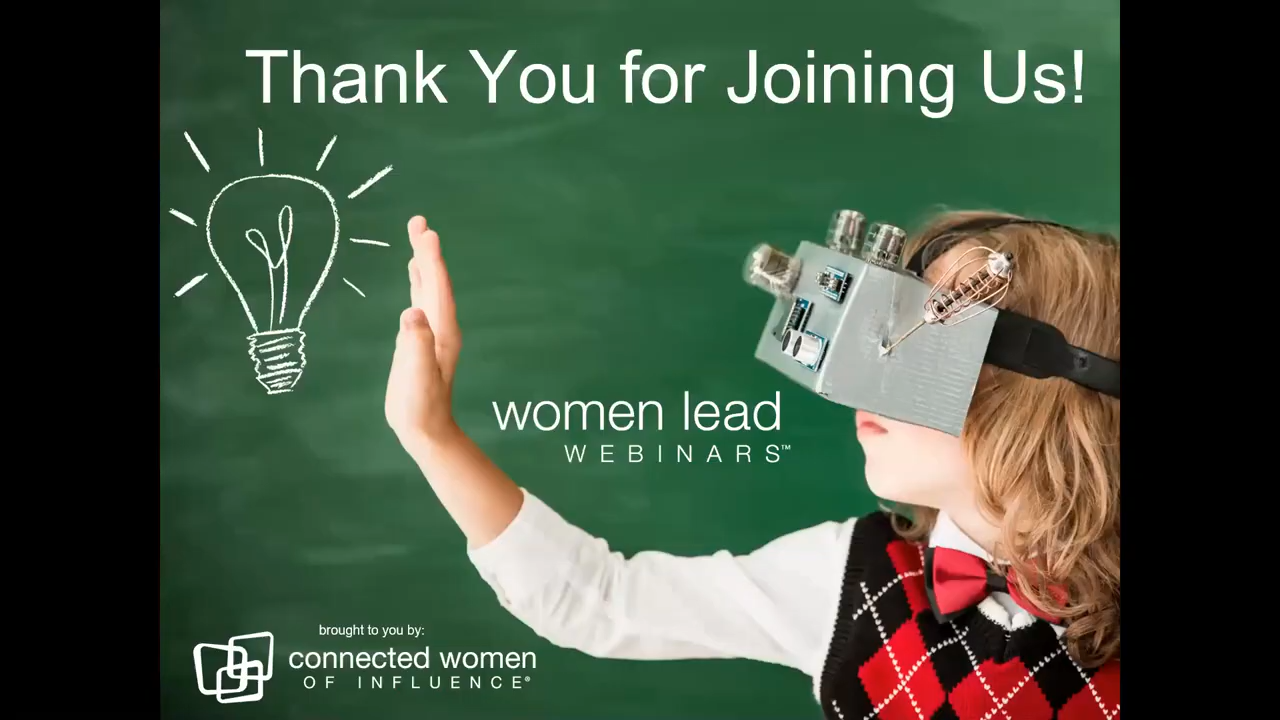 Thank You for Joining Us!
women lead
WEBINARS™
brought to you by:
connected women
OF INFLUENCE®